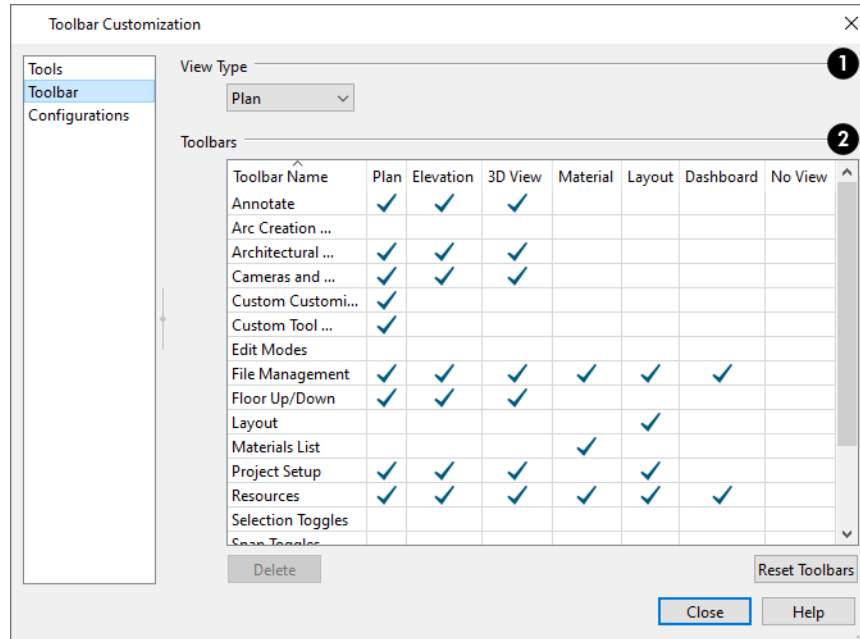 Toolbar Customization
Tools
Toolbar
Configurations
View Type
1
Plan
Toolbars
2
Toolbar Name Plan Elevation 3D View Material Layout Dashboard No View
Annotate
Arc Creation ...
Architectural ...
Cameras and ...
Custom Customi...
Custom Tool ...
Edit Modes
File Management
Floor Up/Down
Layout
Materials List
Project Setup
Resources
Selection Toggles
Snap Toggles
Delete
Reset Toolbars
Close
Help